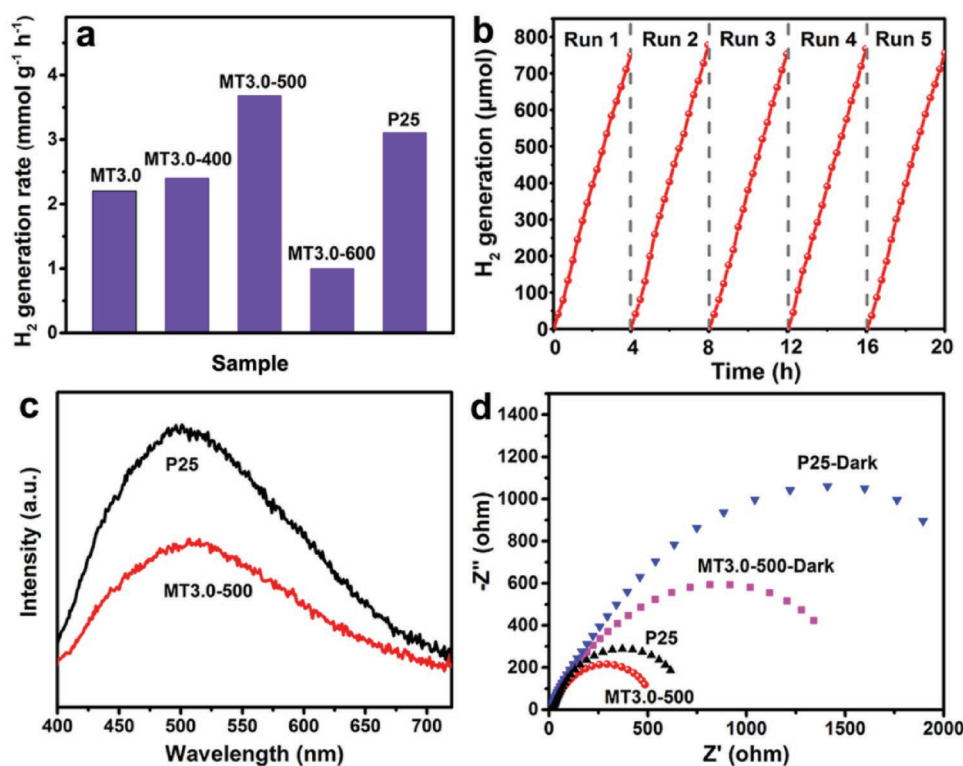 a
H₂ generation rate (mmol g⁻¹ h⁻¹)
4
3
2
1
0
MT3.0
MT3.0-400
MT3.0-500
MT3.0-600
P25
Sample
b
H₂ generation (μmol)
800
700
600
500
400
300
200
100
0
Run 1 Run 2 Run 3 Run 4 Run 5
0 4 8 12 16 20
Time (h)
c
Intensity (a.u.)
P25
MT3.0-500
400 450 500 550 600 650 700
Wavelength (nm)
d
-Z'' (ohm)
1400
1200
1000
800
600
400
200
0
P25-Dark
MT3.0-500-Dark
P25
MT3.0-500
0 500 1000 1500 2000
Z' (ohm)